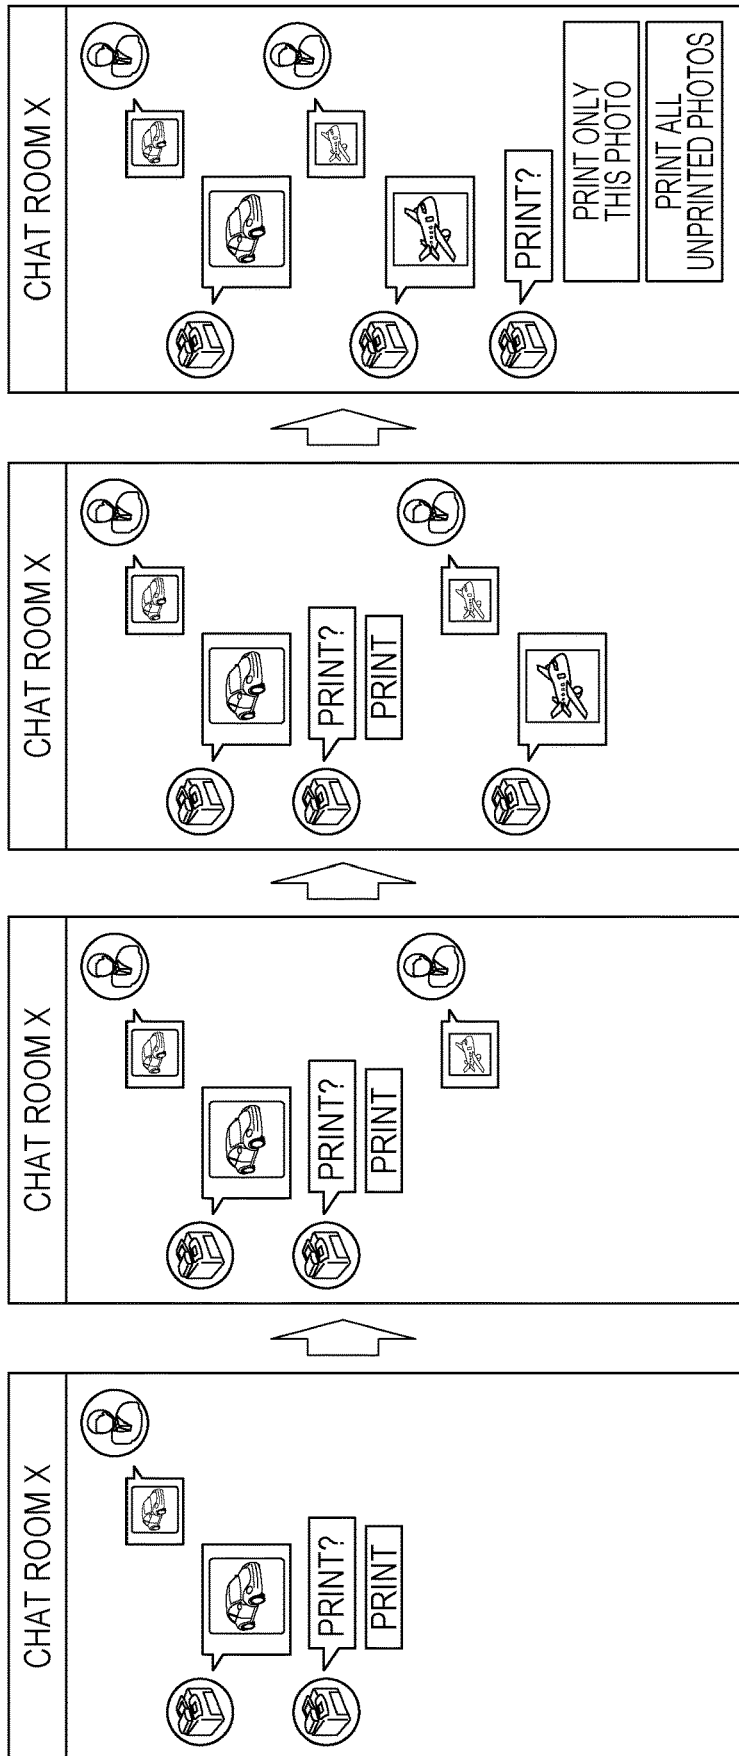 CHAT ROOM X
PRINT?
PRINT
CHAT ROOM X
PRINT?
PRINT
CHAT ROOM X
PRINT?
PRINT
CHAT ROOM X
PRINT?
PRINT ONLY
THIS PHOTO
PRINT ALL
UNPRINTED PHOTOS